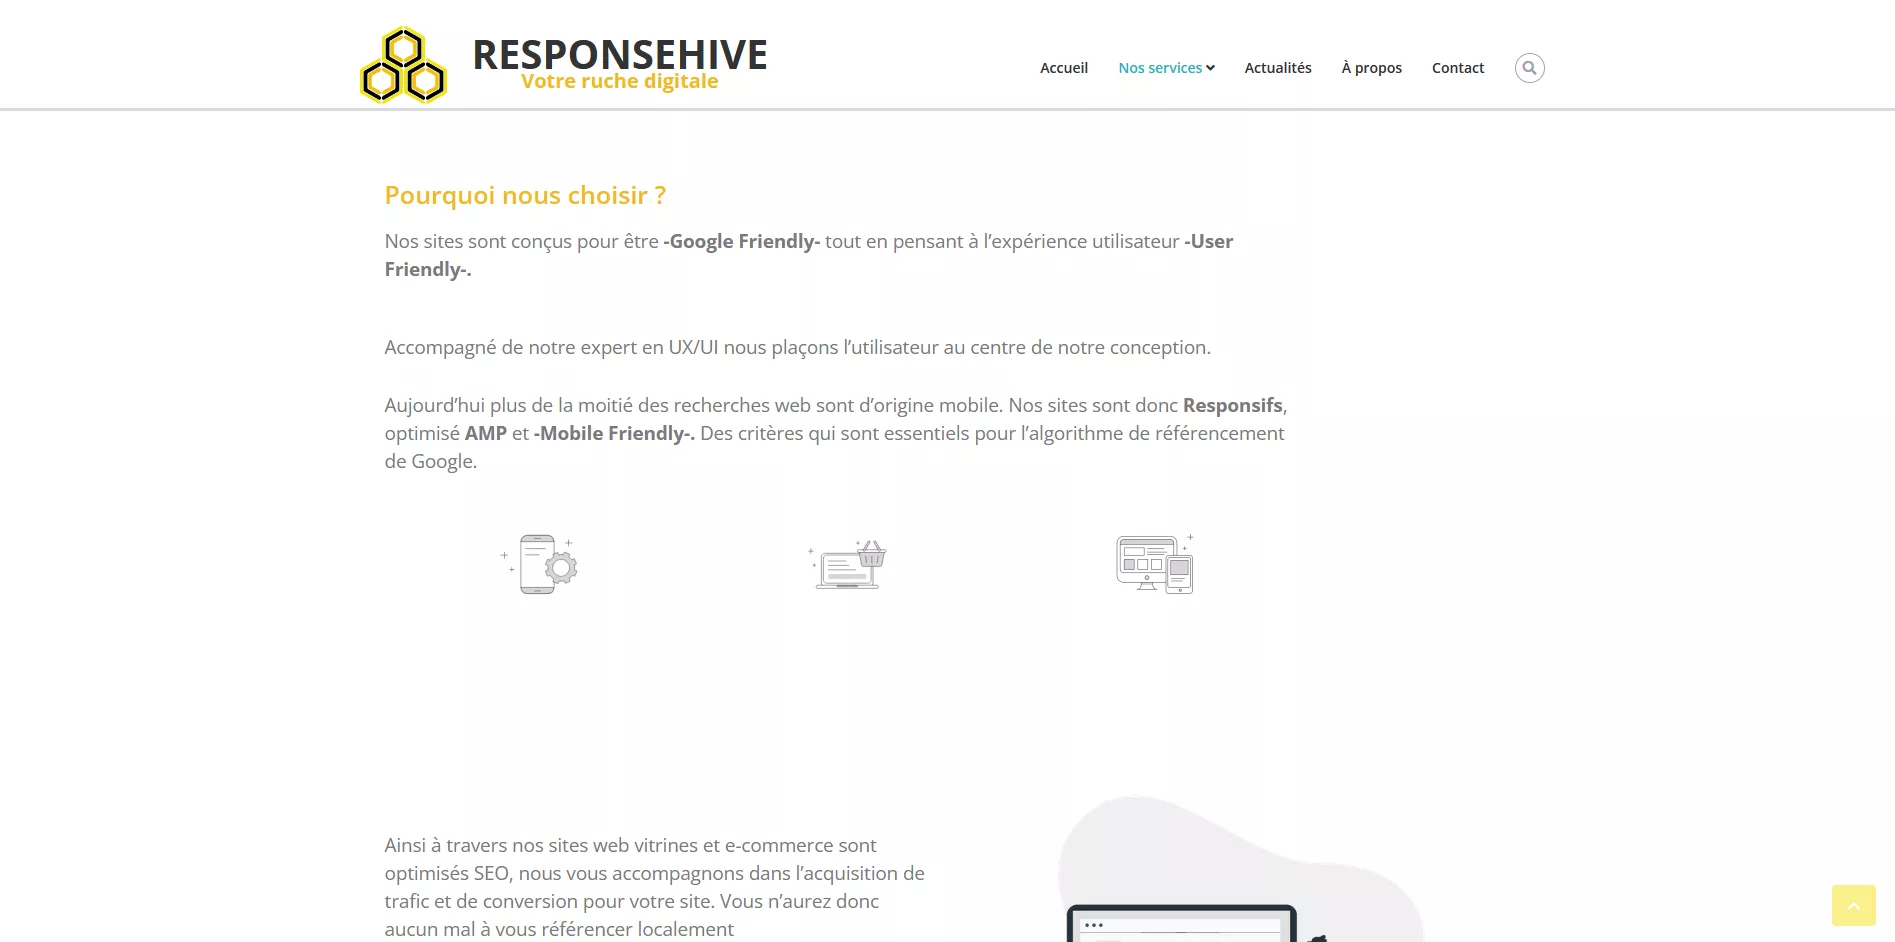 RESPONSEHIVE
Votre ruche digitale
Accueil
Nos services
Actualités
À propos
Contact
Pourquoi nous choisir ?
Nos sites sont conçus pour être -Google Friendly- tout en pensant à l’expérience utilisateur -User
Friendly-.
Accompagné de notre expert en UX/UI nous plaçons l’utilisateur au centre de notre conception.
Aujourd’hui plus de la moitié des recherches web sont d’origine mobile. Nos sites sont donc Responsifs,
optimisé AMP et -Mobile Friendly-. Des critères qui sont essentiels pour l’algorithme de référencement
de Google.
Ainsi à travers nos sites web vitrines et e-commerce sont
optimisés SEO, nous vous accompagnons dans l’acquisition de
trafic et de conversion pour votre site. Vous n’aurez donc
aucun mal à vous référencer localement